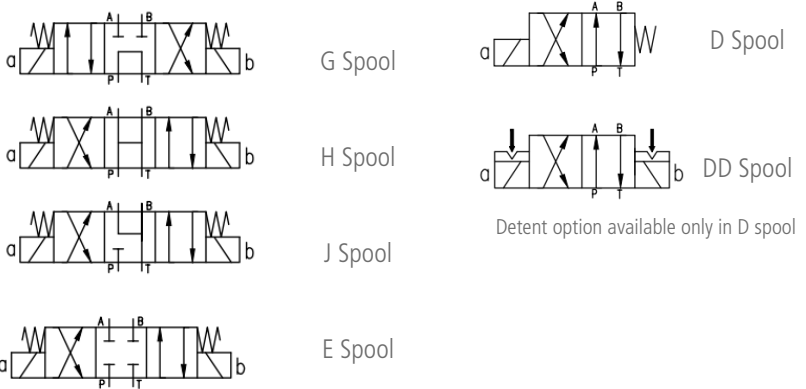 A B
a b
P T
G Spool
A B
a b
P T
H Spool
A B
a b
P T
J Spool
A B
a b
P T
E Spool
A B
a
P T
D Spool
A B
a b
P T
DD Spool
Detent option available only in D spool